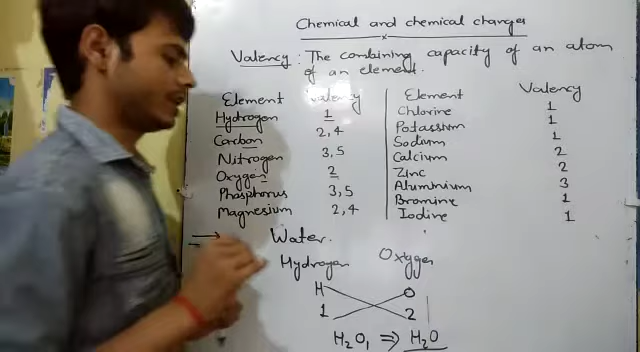 Chemical and chemical changes
Valency : The combining capacity of an atom
of an element.
Element Valency
Hydrogen 1
Carbon 2,4
Nitrogen 3,5
Oxygen 2
Phosphorus 3,5
Magnesium 2,4
Element Valency
Chlorine 1
Potassium 1
Sodium 1
Calcium 2
Zinc 2
Aluminium 3
Bromine 1
Iodine 1
→ Water.
Hydrogen Oxygen
H O
1 2
H₂O₁ ⇒ H₂O